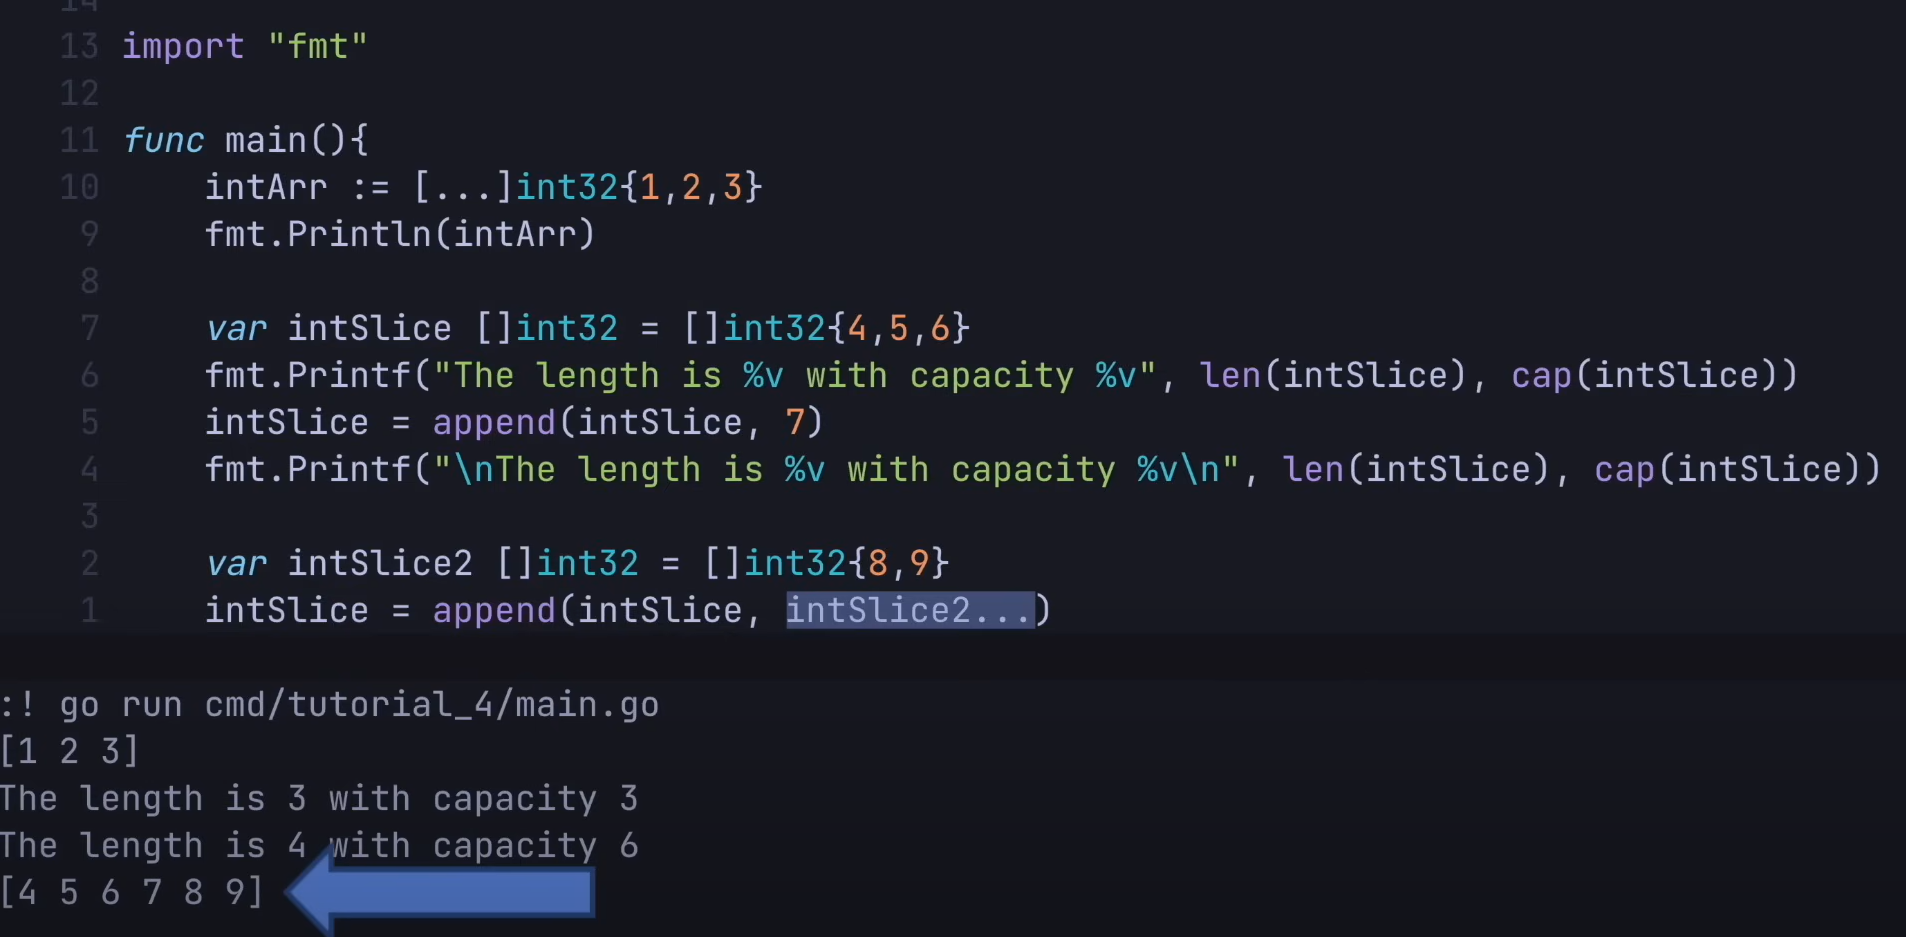 14
13 import "fmt"
12
11 func main(){
10 intArr := [...]int32{1,2,3}
9 fmt.Println(intArr)
8
7 var intSlice []int32 = []int32{4,5,6}
6 fmt.Printf("The length is %v with capacity %v", len(intSlice), cap(intSlice))
5 intSlice = append(intSlice, 7)
4 fmt.Printf("\nThe length is %v with capacity %v\n", len(intSlice), cap(intSlice))
3
2 var intSlice2 []int32 = []int32{8,9}
1 intSlice = append(intSlice, intSlice2...)
:! go run cmd/tutorial_4/main.go
[1 2 3]
The length is 3 with capacity 3
The length is 4 with capacity 6
[4 5 6 7 8 9]